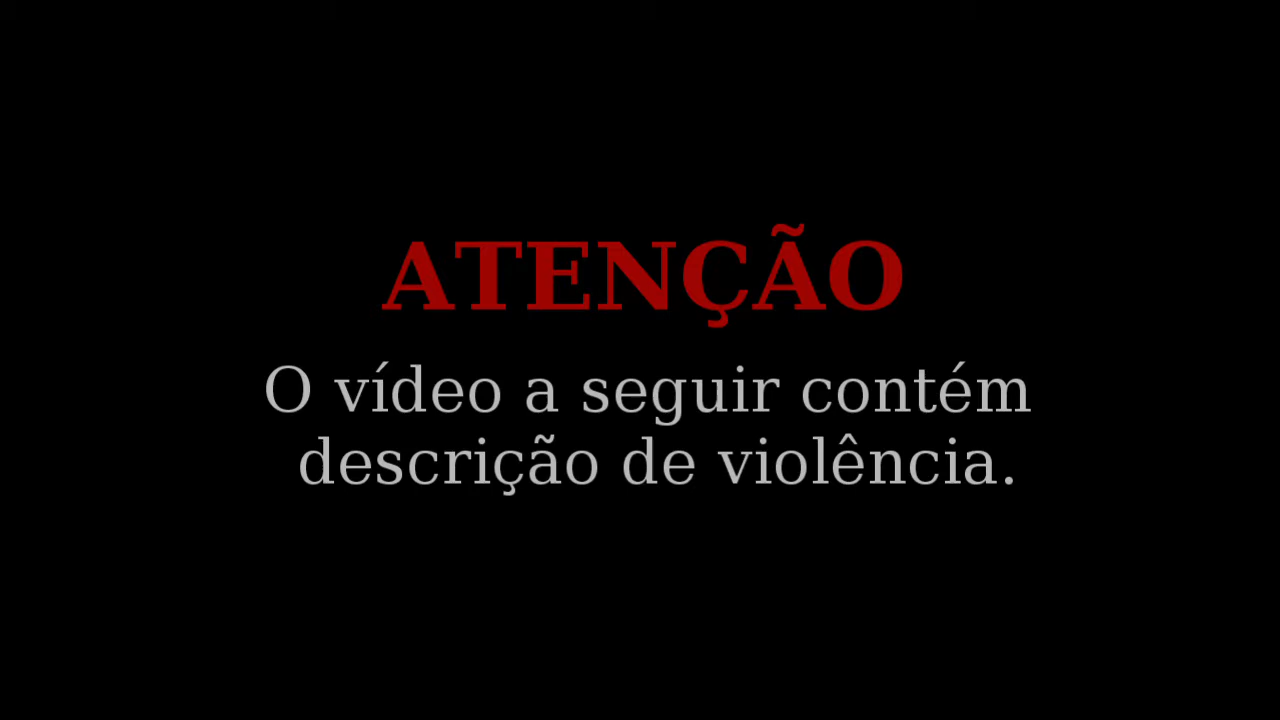 ATENÇÃO
O vídeo a seguir contém
descrição de violência.